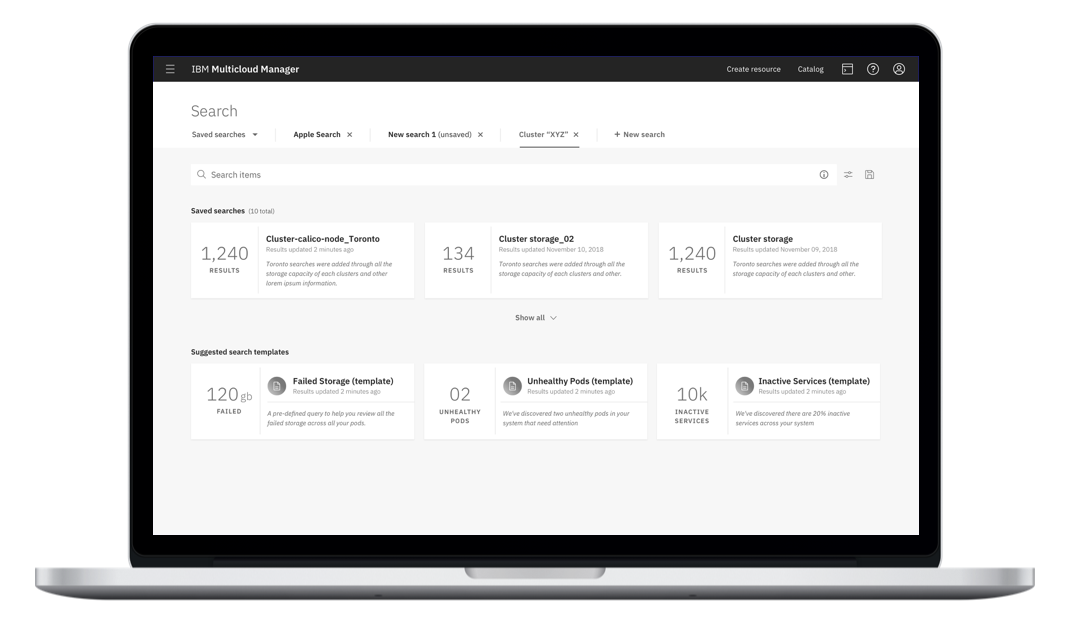 IBM Multicloud Manager
Create resource
Catalog
Search
Saved searches
Apple Search
New search 1 (unsaved)
Cluster “XYZ”
+ New search
Search items
Saved searches (10 total)
1,240
RESULTS
Cluster-calico-node_Toronto
Results updated 2 minutes ago
Toronto searches were added through all the
storage capacity of each clusters and other
lorem ipsum information.
134
RESULTS
Cluster storage_02
Results updated November 10, 2018
Toronto searches were added through all the
storage capacity of each clusters and other.
1,240
RESULTS
Cluster storage
Results updated November 09, 2018
Toronto searches were added through all the
storage capacity of each clusters and other.
Show all
Suggested search templates
120 gb
FAILED
Failed Storage (template)
Results updated 2 minutes ago
A pre-defined query to help you review all the
failed storage across all your pods.
02
UNHEALTHY
PODS
Unhealthy Pods (template)
Results updated 2 minutes ago
We've discovered two unhealthy pods in your
system that need attention
10k
INACTIVE
SERVICES
Inactive Services (template)
Results updated 2 minutes ago
We've discovered there are 20% inactive
services across your system